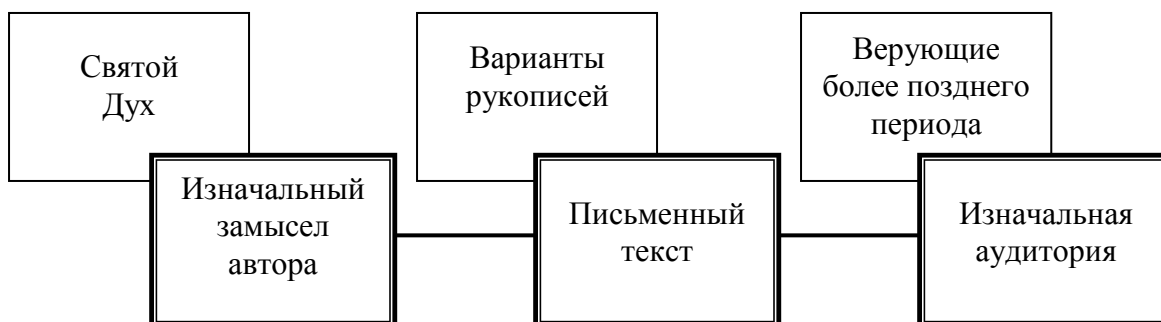 Святой
Дух
Варианты
рукописей
Верующие
более позднего
периода
Изначальный
замысел
автора
Письменный
текст
Изначальная
аудитория